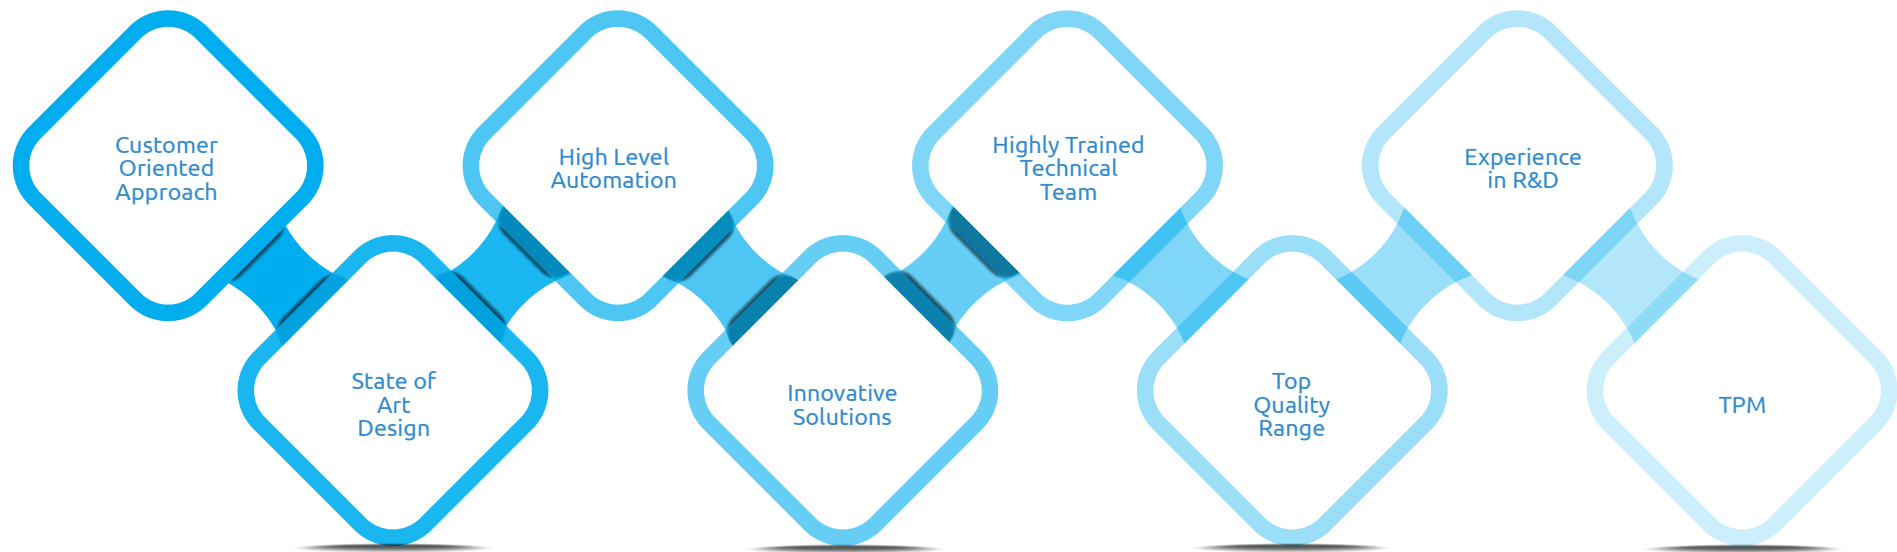 Customer
Oriented
Approach
State of
Art
Design
High Level
Automation
Innovative
Solutions
Highly Trained
Technical
Team
Top
Quality
Range
Experience
in R&D
TPM